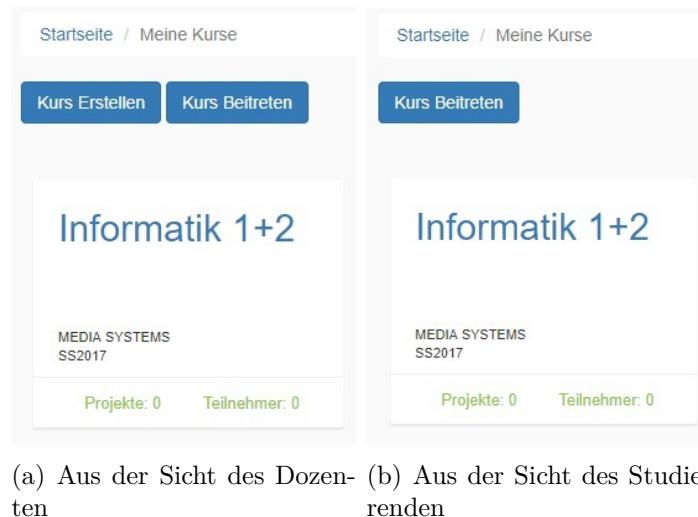 Startseite / Meine Kurse
Kurs Erstellen Kurs Beitreten
Informatik 1+2
MEDIA SYSTEMS
SS2017
Projekte: 0 Teilnehmer: 0
(a) Aus der Sicht des Dozen-
ten
Startseite / Meine Kurse
Kurs Beitreten
Informatik 1+2
MEDIA SYSTEMS
SS2017
Projekte: 0 Teilnehmer: 0
(b) Aus der Sicht des Studie
renden